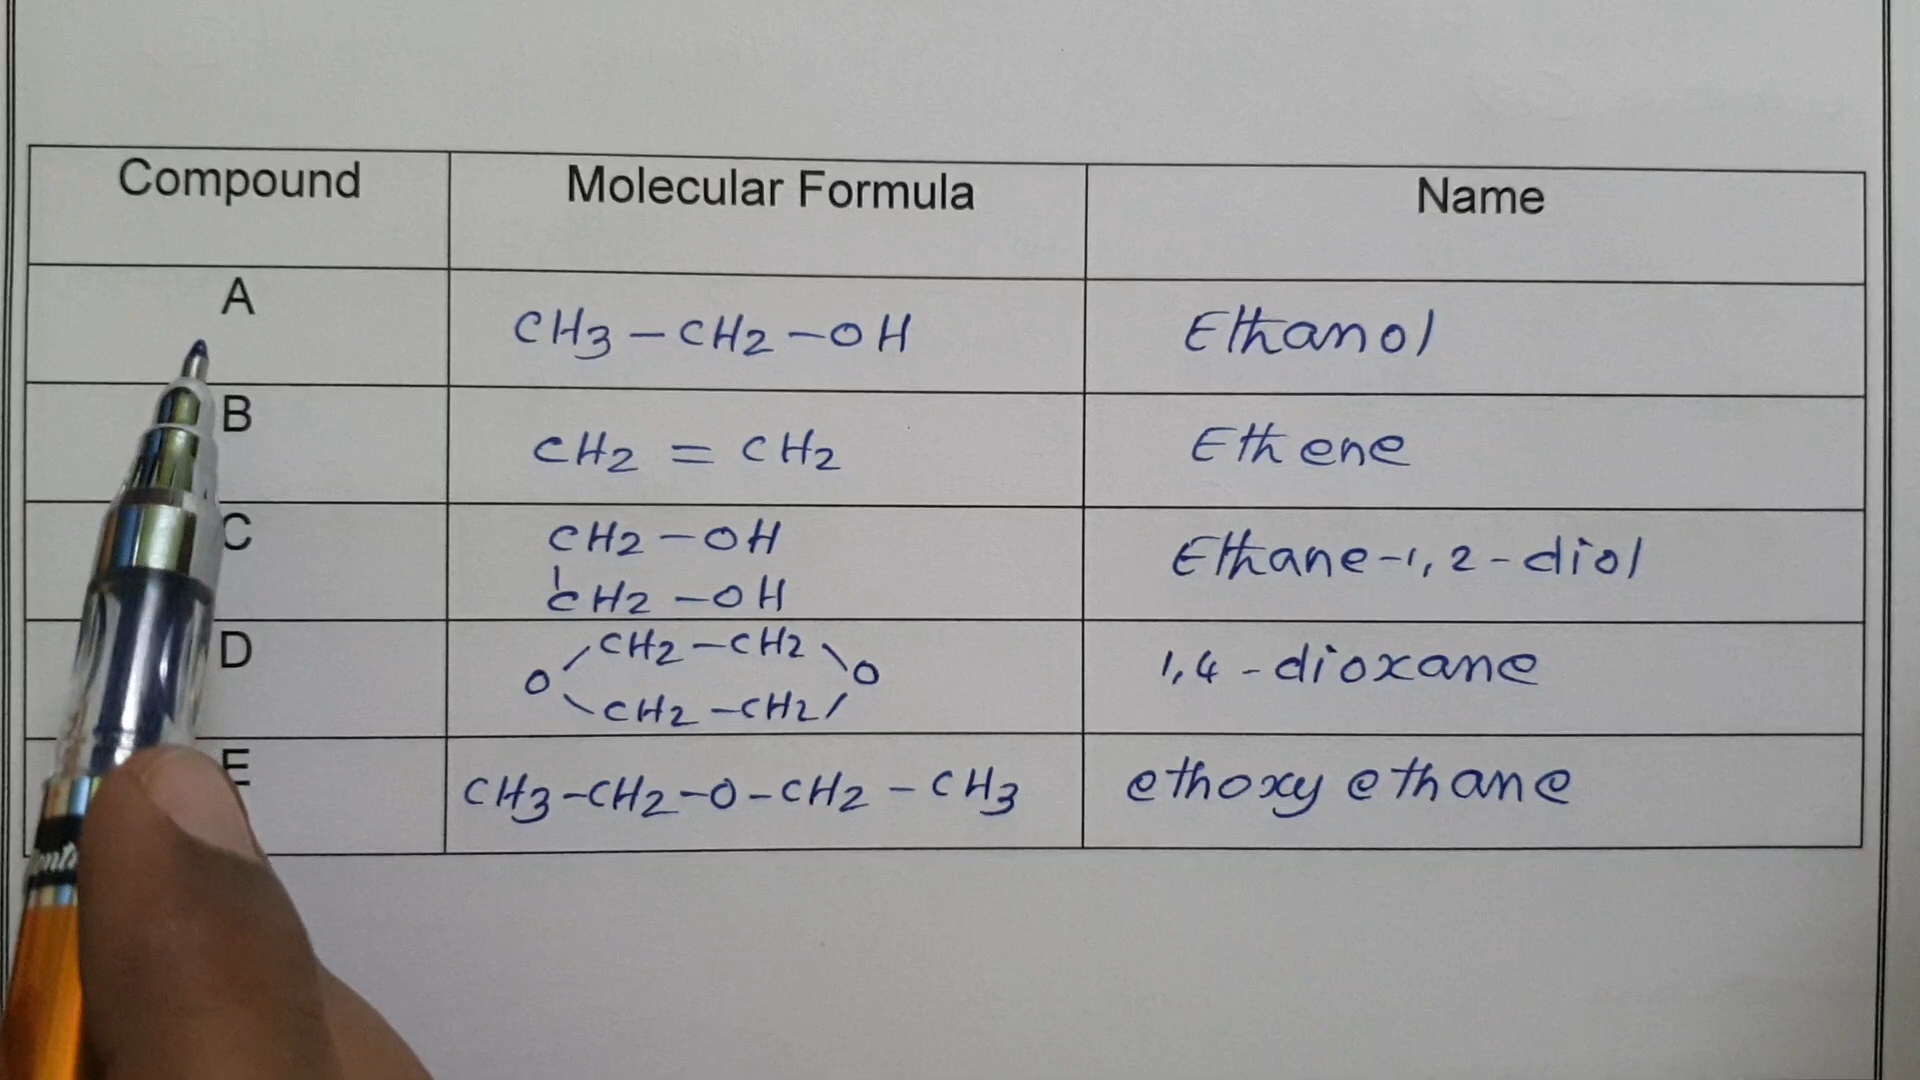 Compound Molecular Formula Name
A CH3-CH2-OH Ethanol
B CH2 = CH2 Ethene
C CH2-OH
CH2-OH Ethane-1,2-diol
D CH2-CH2
O O 1,4-dioxane
CH2-CH2
E CH3-CH2-O-CH2-CH3 ethoxy ethane